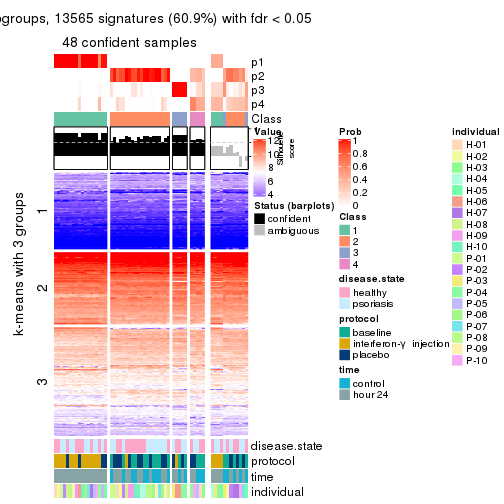 ogroups, 13565 signatures (60.9%) with fdr < 0.05
48 confident samples
p1
p2
p3
p4
Class
Silhouette
score
k-means with 3 groups
1
2
3
disease.state
protocol
time
individual
Value
12
10
8
6
4
Status (barplots)
confident
ambiguous
Prob
1
0.8
0.6
0.4
0.2
0
Class
1
2
3
4
disease.state
healthy
psoriasis
protocol
baseline
interferon-γ injection
placebo
time
control
hour 24
individual
H-01
H-02
H-03
H-04
H-05
H-06
H-07
H-08
H-09
H-10
P-01
P-02
P-03
P-04
P-05
P-06
P-07
P-08
P-09
P-10